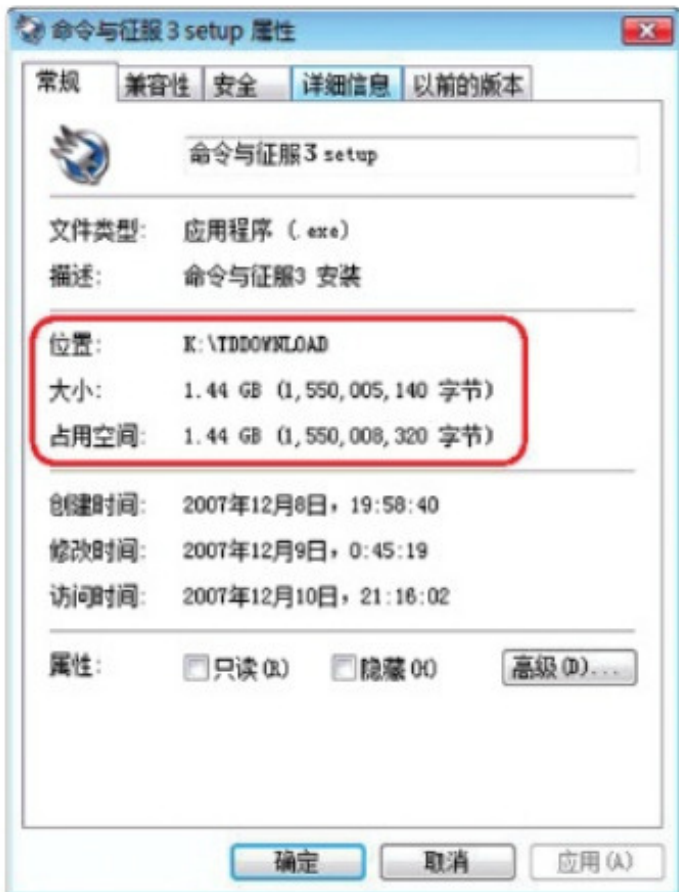 命令与征服 3 setup 属性
常规 兼容性 安全 详细信息 以前的版本
命令与征服3 setup
文件类型: 应用程序 (.exe)
描述: 命令与征服3 安装
位置: K:\TDDOWNLOAD
大小: 1.44 GB (1,550,005,140 字节)
占用空间: 1.44 GB (1,550,008,320 字节)
创建时间: 2007年12月8日，19:58:40
修改时间: 2007年12月9日，0:45:19
访问时间: 2007年12月10日，21:16:02
属性: 只读(R) 隐藏(H) 高级(D)...
确定 取消 应用(A)